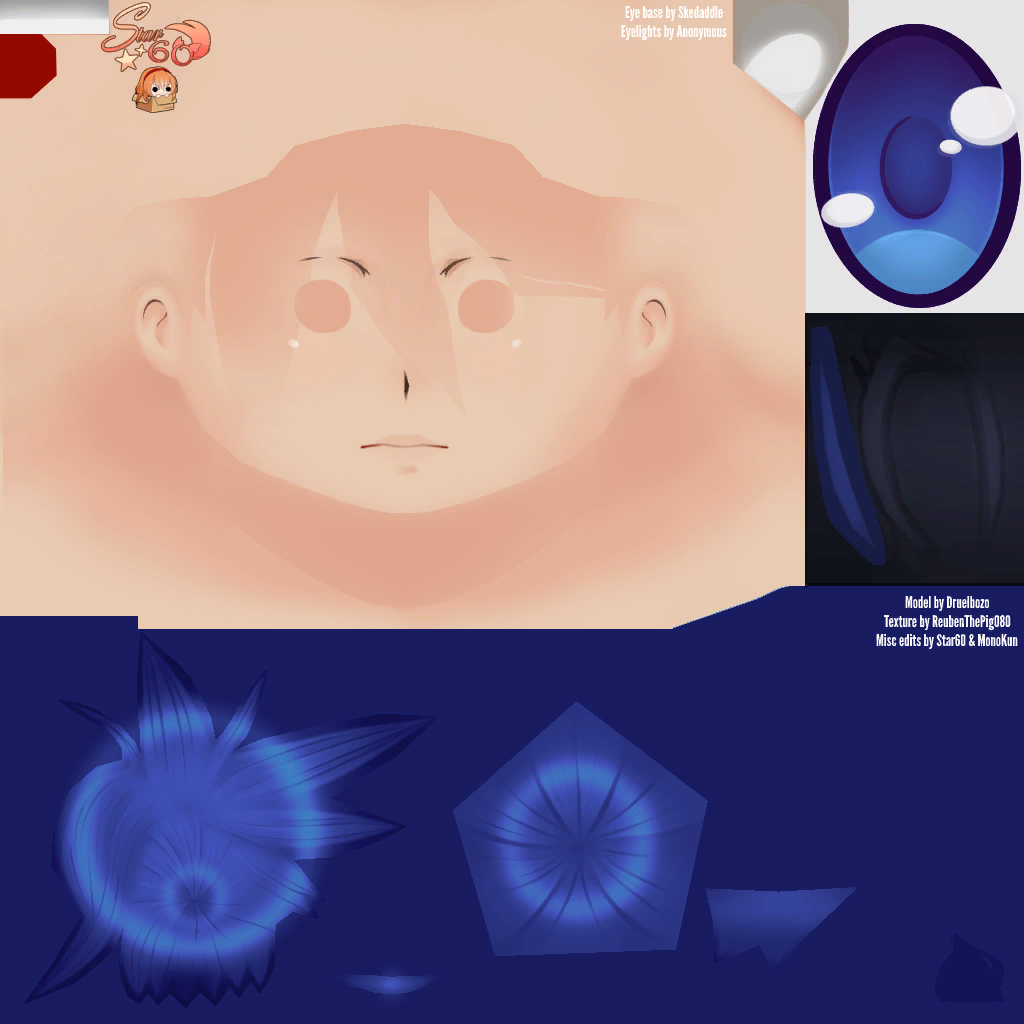 Star
60
Eye base by Skedaddle
Eyelights by Anonymous
Model by Druelbozo
Texture by ReubenThePig080
Misc edits by Star60 & MonoKun